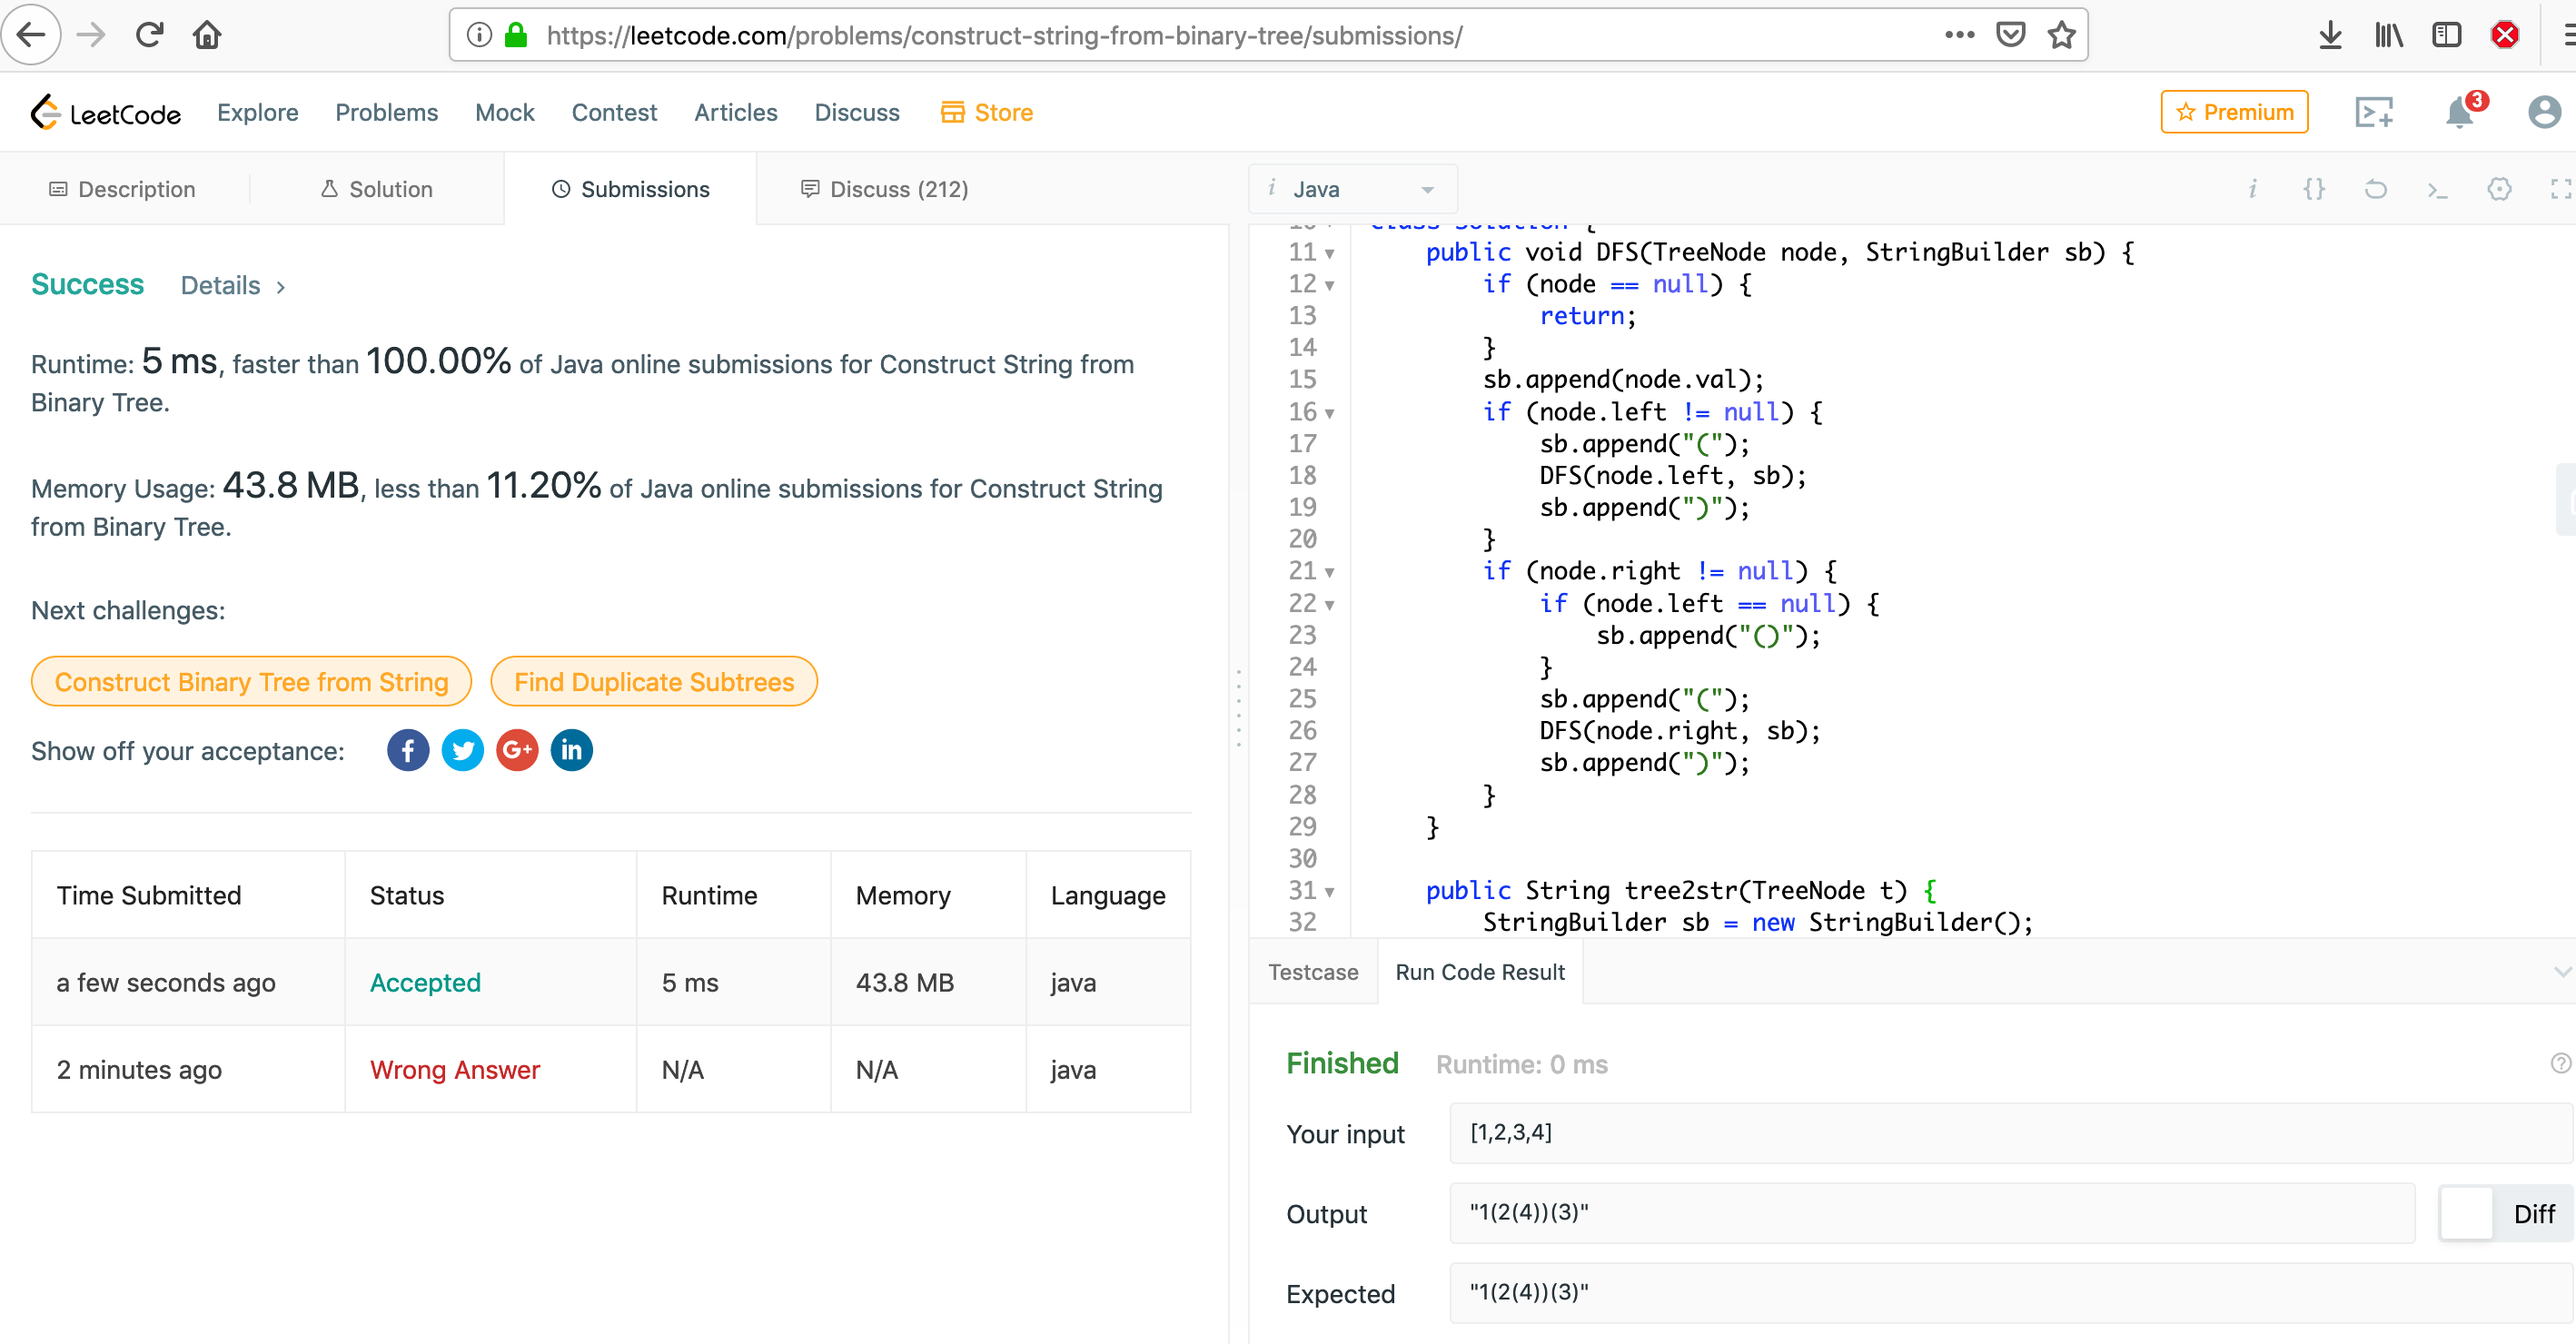 https://leetcode.com/problems/construct-string-from-binary-tree/submissions/
LeetCode Explore Problems Mock Contest Articles Discuss Store Premium 3
Description Solution Submissions Discuss (212)
Success Details >
Runtime: 5 ms, faster than 100.00% of Java online submissions for Construct String from
Binary Tree.
Memory Usage: 43.8 MB, less than 11.20% of Java online submissions for Construct String
from Binary Tree.
Next challenges:
Construct Binary Tree from String Find Duplicate Subtrees
Show off your acceptance: f G+ in
Time Submitted Status Runtime Memory Language
a few seconds ago Accepted 5 ms 43.8 MB java
2 minutes ago Wrong Answer N/A N/A java
i Java i {} >_
10 class Solution {
11 public void DFS(TreeNode node, StringBuilder sb) {
12 if (node == null) {
13 return;
14 }
15 sb.append(node.val);
16 if (node.left != null) {
17 sb.append("(");
18 DFS(node.left, sb);
19 sb.append(")");
20 }
21 if (node.right != null) {
22 if (node.left == null) {
23 sb.append("()");
24 }
25 sb.append("(");
26 DFS(node.right, sb);
27 sb.append(")");
28 }
29 }
30
31 public String tree2str(TreeNode t) {
32 StringBuilder sb = new StringBuilder();
Testcase Run Code Result
Finished Runtime: 0 ms
Your input [1,2,3,4]
Output "1(2(4))(3)" Diff
Expected "1(2(4))(3)"